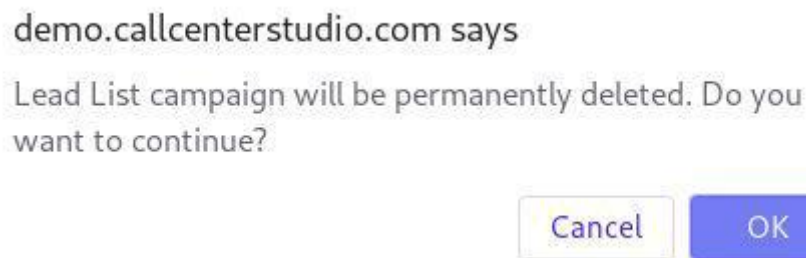 demo.callcenterstudio.com says
Lead List campaign will be permanently deleted. Do you
want to continue?
Cancel OK